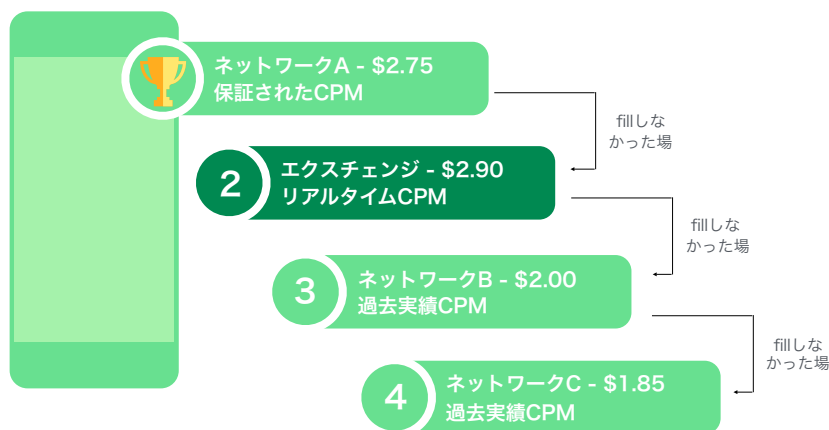 ネットワークA - $2.75
保証されたCPM
fillしな
かった場
2
エクスチェンジ - $2.90
リアルタイムCPM
fillしな
かった場
3
ネットワークB - $2.00
過去実績CPM
fillしな
かった場
4
ネットワークC - $1.85
過去実績CPM